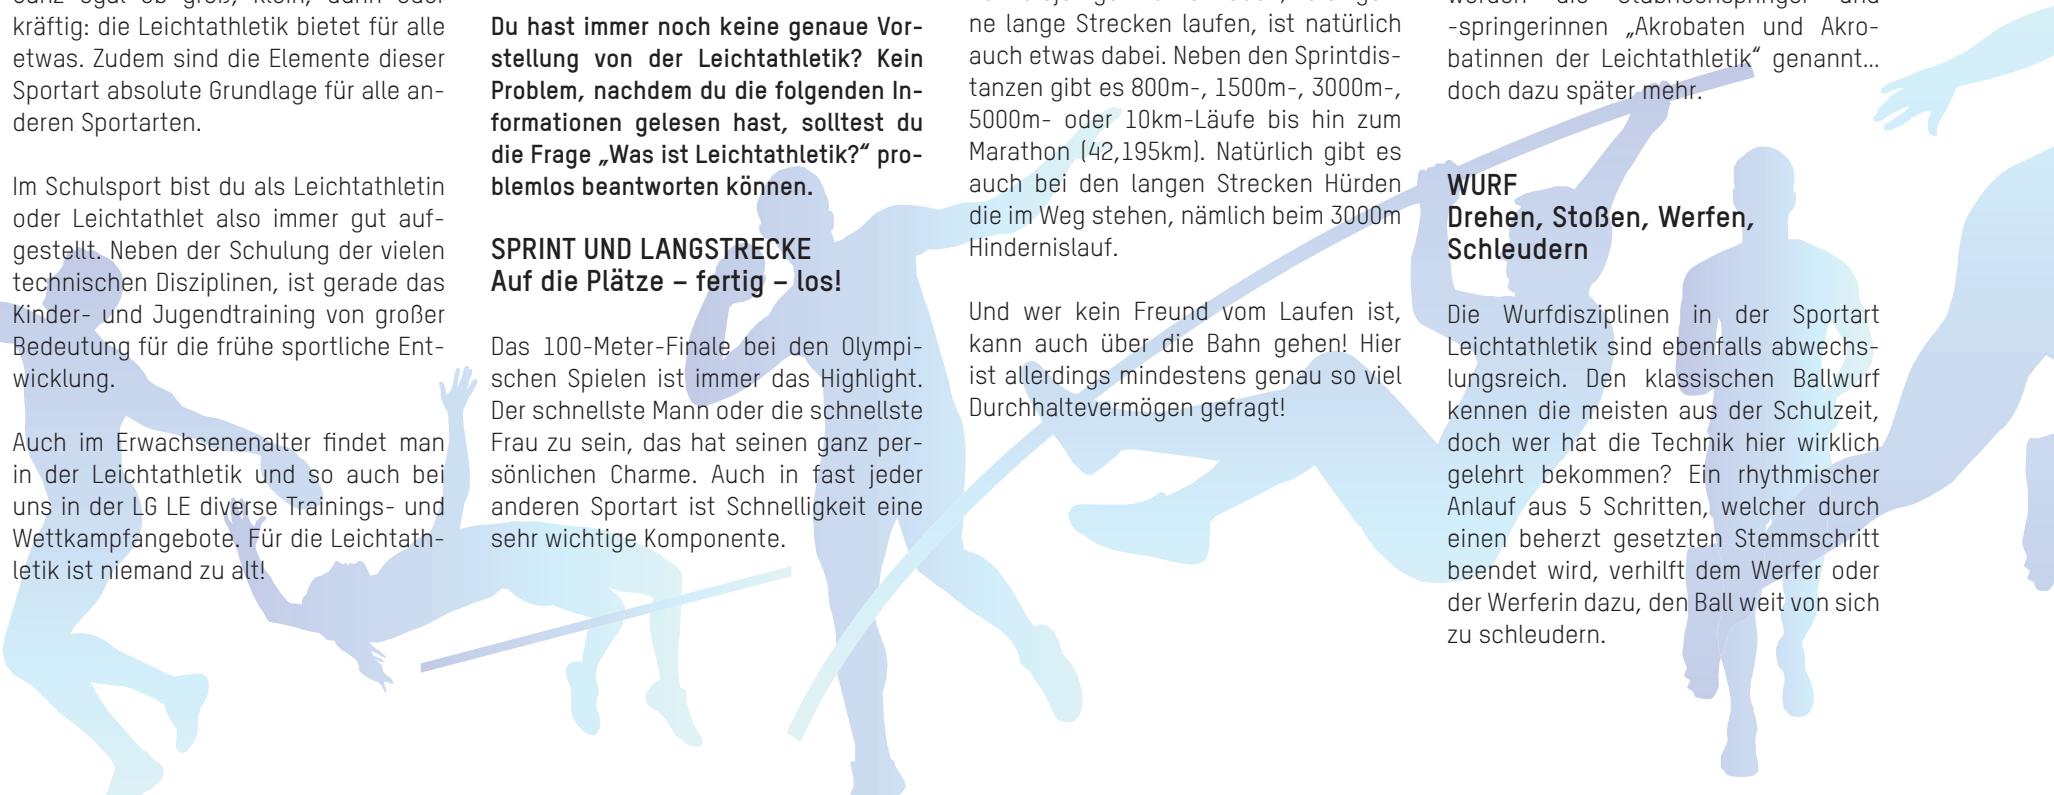 kräftig: die Leichtathletik bietet für alle
etwas. Zudem sind die Elemente dieser
Sportart absolute Grundlage für alle an-
deren Sportarten.
Im Schulsport bist du als Leichtathletin
oder Leichtathlet also immer gut auf-
gestellt. Neben der Schulung der vielen
technischen Disziplinen, ist gerade das
Kinder- und Jugendtraining von großer
Bedeutung für die frühe sportliche Ent-
wicklung.
Auch im Erwachsenenalter findet man
in der Leichtathletik und so auch bei
uns in der LG LE diverse Trainings- und
Wettkampfangebote. Für die Leichtath-
letik ist niemand zu alt!
Du hast immer noch keine genaue Vor-
stellung von der Leichtathletik? Kein
Problem, nachdem du die folgenden In-
formationen gelesen hast, solltest du
die Frage „Was ist Leichtathletik?“ pro-
blemlos beantworten können.
SPRINT UND LANGSTRECKE
Auf die Plätze – fertig – los!
Das 100-Meter-Finale bei den Olympi-
schen Spielen ist immer das Highlight.
Der schnellste Mann oder die schnellste
Frau zu sein, das hat seinen ganz per-
sönlichen Charme. Auch in fast jeder
anderen Sportart ist Schnelligkeit eine
sehr wichtige Komponente.
ne lange Strecken laufen, ist natürlich
auch etwas dabei. Neben den Sprintdis-
tanzen gibt es 800m-, 1500m-, 3000m-,
5000m- oder 10km-Läufe bis hin zum
Marathon (42,195km). Natürlich gibt es
auch bei den langen Strecken Hürden
die im Weg stehen, nämlich beim 3000m
Hindernislauf.
Und wer kein Freund vom Laufen ist,
kann auch über die Bahn gehen! Hier
ist allerdings mindestens genau so viel
Durchhaltevermögen gefragt!
werden die Stabhochspringer und
-springerinnen „Akrobaten und Akro-
batinnen der Leichtathletik“ genannt...
doch dazu später mehr.
WURF
Drehen, Stoßen, Werfen,
Schleudern
Die Wurfdisziplinen in der Sportart
Leichtathletik sind ebenfalls abwechs-
lungsreich. Den klassischen Ballwurf
kennen die meisten aus der Schulzeit,
doch wer hat die Technik hier wirklich
gelehrt bekommen? Ein rhythmischer
Anlauf aus 5 Schritten, welcher durch
einen beherzt gesetzten Stemmschritt
beendet wird, verhilft dem Werfer oder
der Werferin dazu, den Ball weit von sich
zu schleudern.